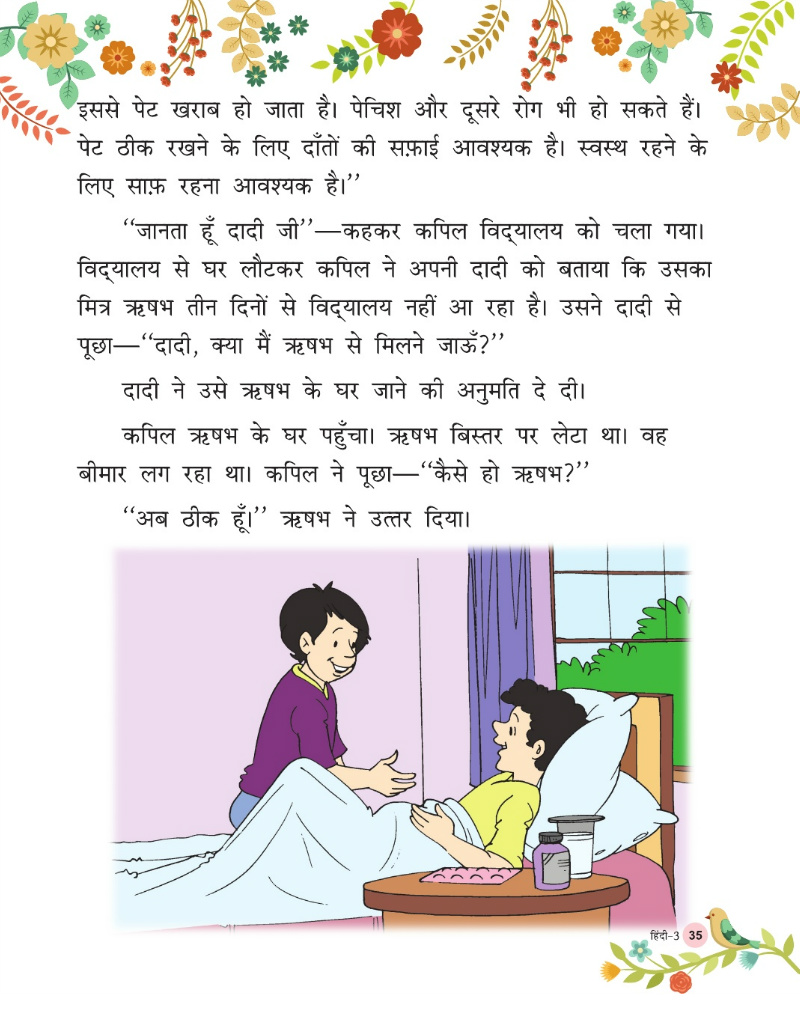 इससे पेट खराब हो जाता है। पेचिश और दूसरे रोग भी हो सकते हैं।
पेट ठीक रखने के लिए दाँतों की सफ़ाई आवश्यक है। स्वस्थ रहने के
लिए साफ़ रहना आवश्यक है।’’
‘‘जानता हूँ दादी जी’’—कहकर कपिल विद्‌यालय को चला गया।
विद्‌यालय से घर लौटकर कपिल ने अपनी दादी को बताया कि उसका
मित्र ऋषभ तीन दिनों से विद्‌यालय नहीं आ रहा है। उसने दादी से
पूछा—‘‘दादी, क्या मैं ऋषभ से मिलने जाऊँ?’’
दादी ने उसे ऋषभ के घर जाने की अनुमति दे दी।
कपिल ऋषभ के घर पहुँचा। ऋषभ बिस्तर पर लेटा था। वह
बीमार लग रहा था। कपिल ने पूछा—‘‘कैसे हो ऋषभ?’’
‘‘अब ठीक हूँ।’’ ऋषभ ने उत्तर दिया।
हिंदी-3 35